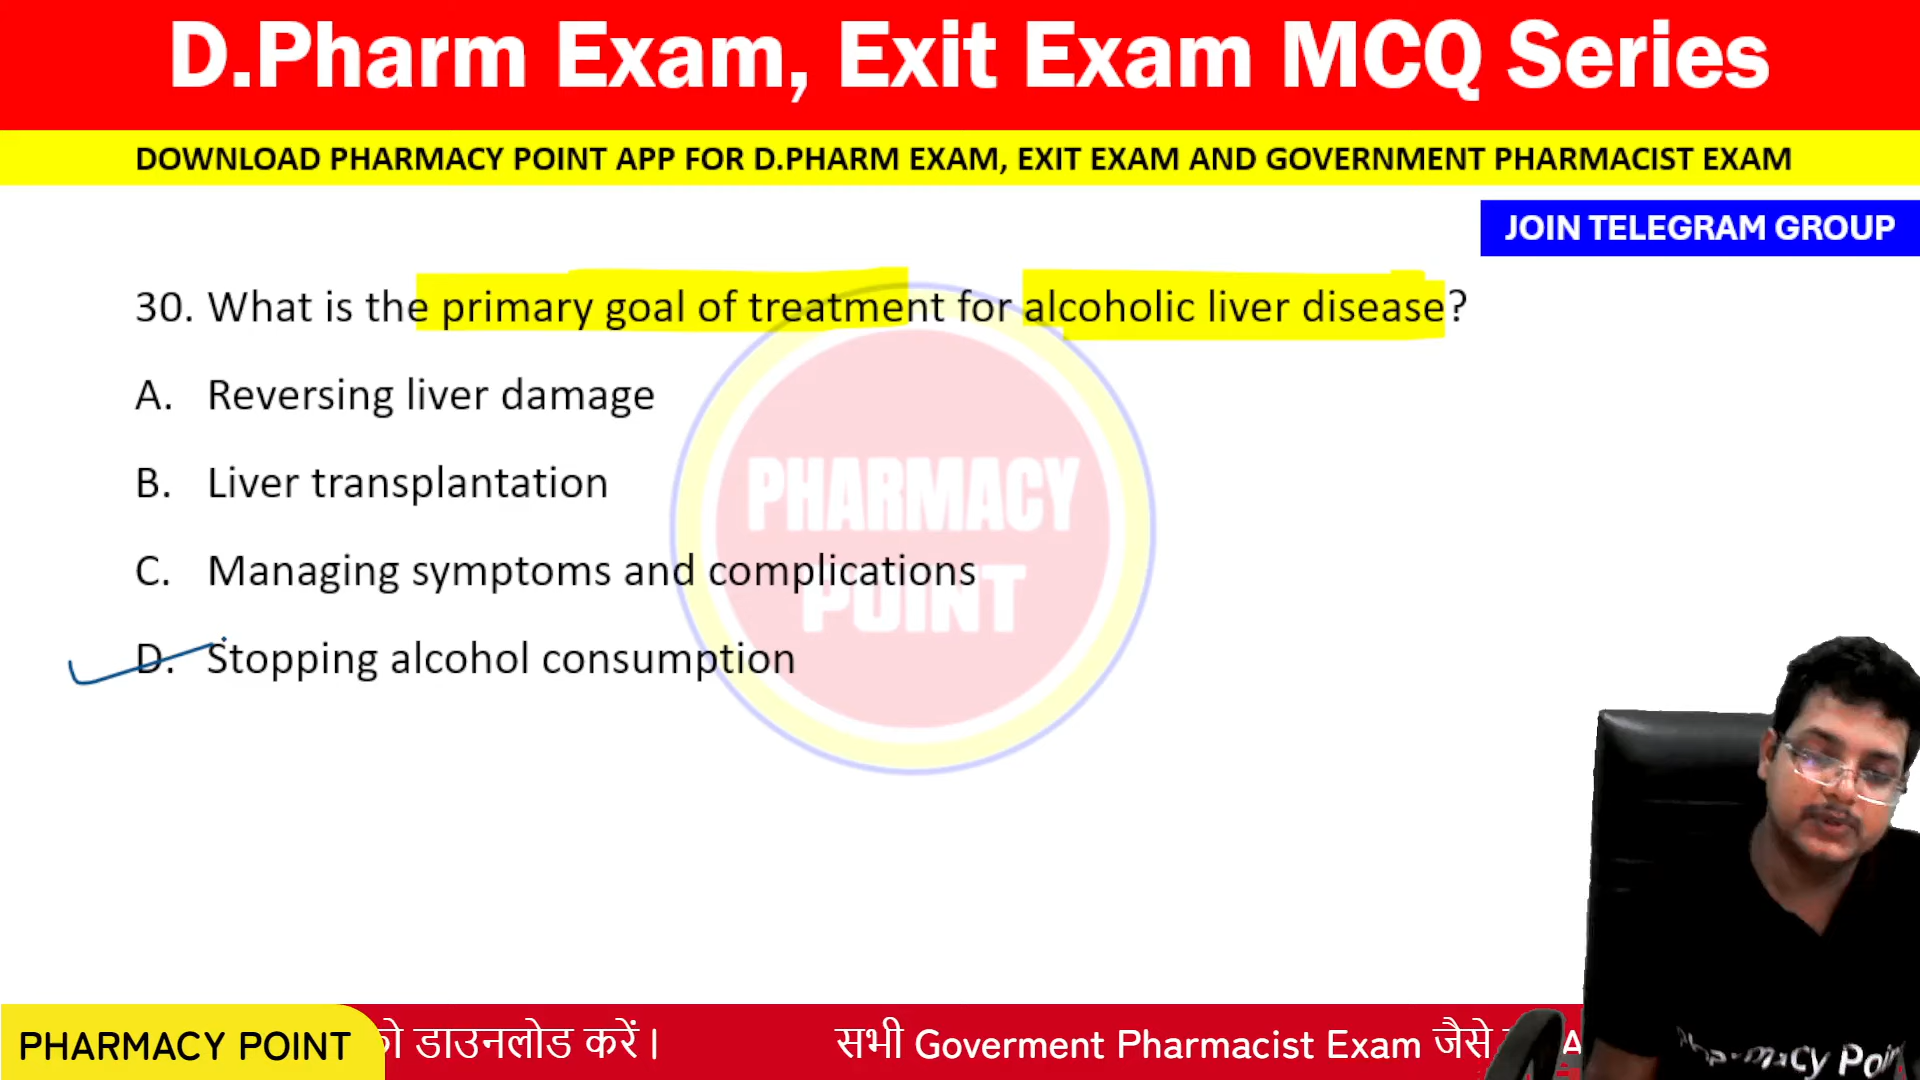 D.Pharm Exam, Exit Exam MCQ Series
DOWNLOAD PHARMACY POINT APP FOR D.PHARM EXAM, EXIT EXAM AND GOVERNMENT PHARMACIST EXAM
JOIN TELEGRAM GROUP
30. What is the primary goal of treatment for alcoholic liver disease?
A. Reversing liver damage
B. Liver transplantation
C. Managing symptoms and complications
D. Stopping alcohol consumption
PHARMACY
POINT
PHARMACY POINT
डाउनलोड करें । सभी Goverment Pharmacist Exam जैसे